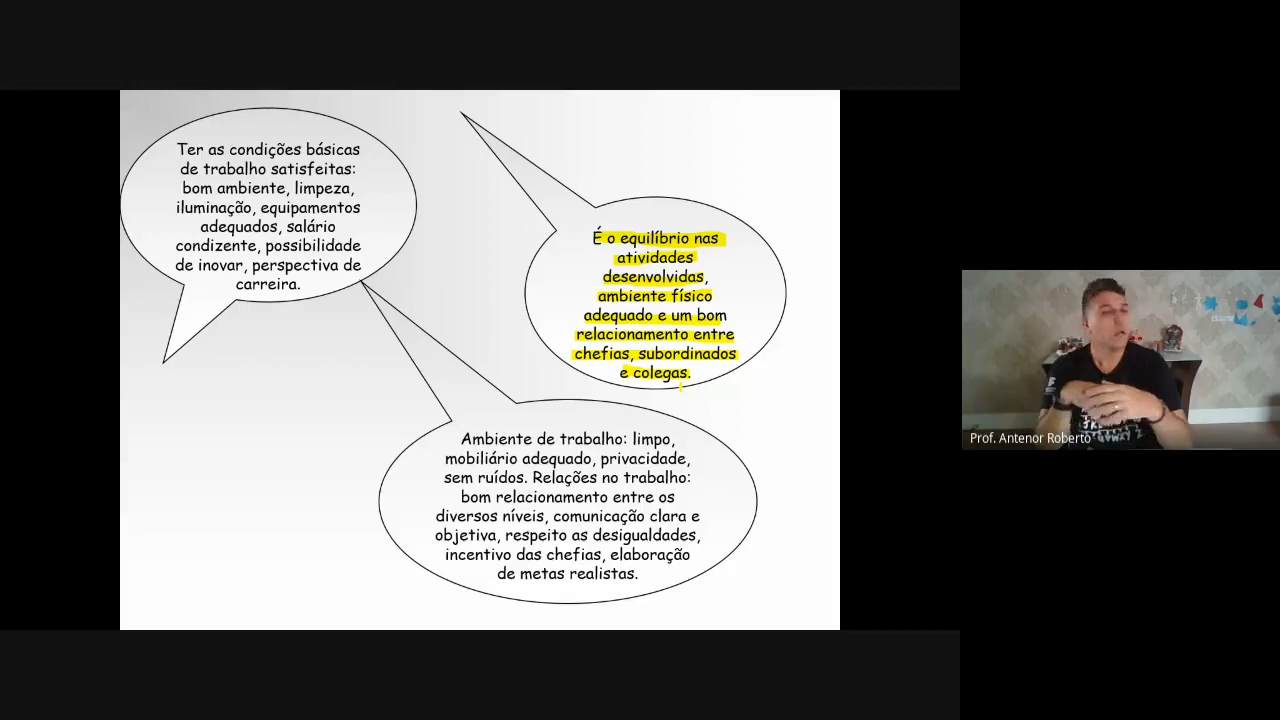 Ter as condições básicas
de trabalho satisfeitas:
bom ambiente, limpeza,
iluminação, equipamentos
adequados, salário
condizente, possibilidade
de inovar, perspectiva de
carreira.
É o equilíbrio nas
atividades
desenvolvidas,
ambiente físico
adequado e um bom
relacionamento entre
chefias, subordinados
e colegas.
Ambiente de trabalho: limpo,
mobiliário adequado, privacidade,
sem ruídos. Relações no trabalho:
bom relacionamento entre os
diversos níveis, comunicação clara e
objetiva, respeito as desigualdades,
incentivo das chefias, elaboração
de metas realistas.
Prof. Antenor Roberto